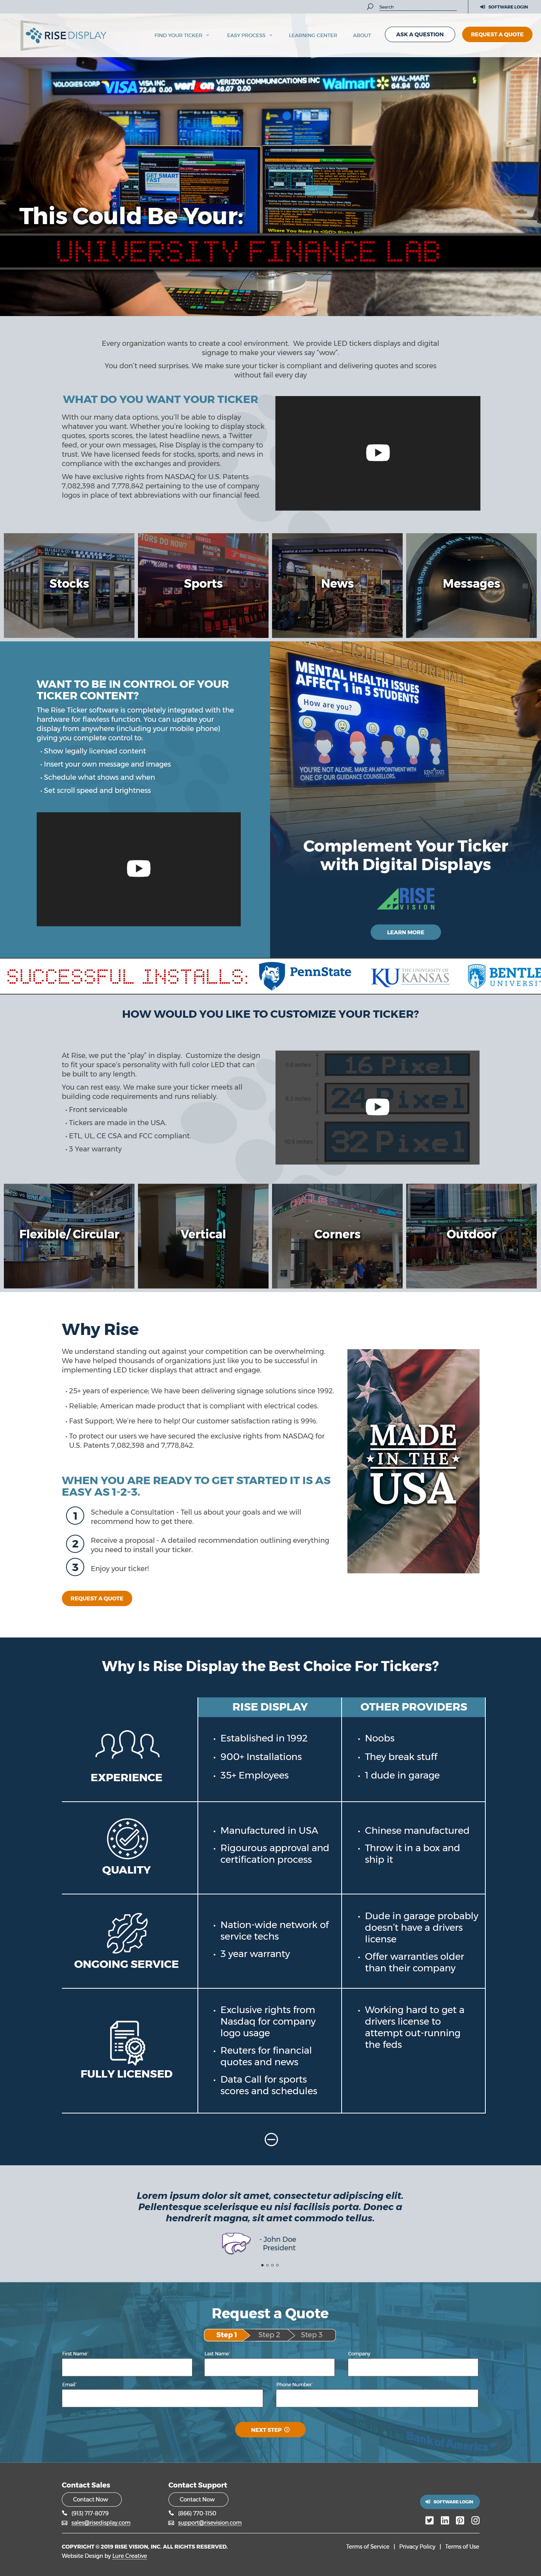 Search
SOFTWARE LOGIN
RISEDISPLAY
FIND YOUR TICKER
EASY PROCESS
LEARNING CENTER
ABOUT
ASK A QUESTION
REQUEST A QUOTE
VISA INC
72.46 0.00
VERIZON COMMUNICATIONS INC
46.07 0.00
WAL-MART
64.94 0.00
NOLOGIES CORP
VISA
verizon
Walmart
FAST SMART
FAST
This Could Be Your:
UNIVERSITY FINANCE LAB
Every organization wants to create a cool environment. We provide LED tickers displays and digital
signage to make your viewers say "wow".
You don't need surprises. We make sure your ticker is compliant and delivering quotes and scores
without fail every day
WHAT DO YOU WANT YOUR TICKER
With our many data options, you'll be able to display
whatever you want. Whether you're looking to display stock
quotes, sports scores, the latest headline news, a Twitter
feed, or your own messages, Rise Display is the company to
trust. We have licensed feeds for stocks, sports, and news in
compliance with the exchanges and providers.
We have exclusive rights from NASDAQ for U.S. Patents
7,082,398 and 7,778,842 pertaining to the use of company
logos in place of text abbreviations with our financial feed.
Stocks
Sports
News
Messages
WANT TO BE IN CONTROL OF YOUR
TICKER CONTENT?
The Rise Ticker software is completely integrated with the
hardware for flawless function. You can update your
display from anywhere (including your mobile phone)
giving you complete control to:
• Show legally licensed content
• Insert your own message and images
• Schedule what shows and when
• Set scroll speed and brightness
MENTAL HEALTH ISSUES
AFFECT 1 in 5 STUDENTS
How are you?
YOU'RE NOT ALONE. MAKE AN APPOINTMENT WITH
ONE OF OUR GUIDANCE COUNSELLORS.
KENT STATE
Complement Your Ticker
with Digital Displays
RISE
VISION
LEARN MORE
SUCCESSFUL INSTALLS:
PennState
KU THE UNIVERSITY OF
KANSAS
BENTLE
UNIVERSI
HOW WOULD YOU LIKE TO CUSTOMIZE YOUR TICKER?
At Rise, we put the "play" in display. Customize the design
to fit your space's personality with full color LED that can
be built to any length.
You can rest easy. We make sure your ticker meets all
building code requirements and runs reliably.
• Front serviceable
• Tickers are made in the USA.
• ETL, UL, CE CSA and FCC compliant.
• 3 Year warranty
16 Pixel
24 Pixel
32 Pixel
Flexible/ Circular
Vertical
Corners
Outdoor
Why Rise
We understand standing out against your competition can be overwhelming.
We have helped thousands of organizations just like you to be successful in
implementing LED ticker displays that attract and engage.
• 25+ years of experience; We have been delivering signage solutions since 1992.
• Reliable; American made product that is compliant with electrical codes.
• Fast Support; We're here to help! Our customer satisfaction rating is 99%.
• To protect our users we have secured the exclusive rights from NASDAQ for
U.S. Patents 7,082,398 and 7,778,842.
MADE
IN THE
USA
WHEN YOU ARE READY TO GET STARTED IT IS AS
EASY AS 1-2-3.
1
Schedule a Consultation - Tell us about your goals and we will
recommend how to get there.
2
Receive a proposal - A detailed recommendation outlining everything
you need to install your ticker.
3
Enjoy your ticker!
REQUEST A QUOTE
Why Is Rise Display the Best Choice For Tickers?
RISE DISPLAY
OTHER PROVIDERS
EXPERIENCE
• Established in 1992
• 900+ Installations
• 35+ Employees
• Noobs
• They break stuff
• 1 dude in garage
QUALITY
• Manufactured in USA
• Rigourous approval and
certification process
• Chinese manufactured
• Throw it in a box and
ship it
ONGOING SERVICE
• Nation-wide network of
service techs
• 3 year warranty
• Dude in garage probably
doesn't have a drivers
license
• Offer warranties older
than their company
FULLY LICENSED
• Exclusive rights from
Nasdaq for company
logo usage
• Reuters for financial
quotes and news
• Data Call for sports
scores and schedules
• Working hard to get a
drivers license to
attempt out-running
the feds
Lorem ipsum dolor sit amet, consectetur adipiscing elit.
Pellentesque scelerisque eu nisi facilisis porta. Donec a
hendrerit magna, sit amet commodo tellus.
- John Doe
President
Request a Quote
Step 1
Step 2
Step 3
First Name*
Last Name*
Company
Email*
Phone Number*
NEXT STEP
Bank of America
Contact Sales
Contact Now
(913) 717-8079
sales@risedisplay.com
Contact Support
Contact Now
(866) 770-1150
support@risevision.com
SOFTWARE LOGIN
COPYRIGHT © 2019 RISE VISION, INC. ALL RIGHTS RESERVED.
Website Design by Lure Creative
Terms of Service | Privacy Policy | Terms of Use